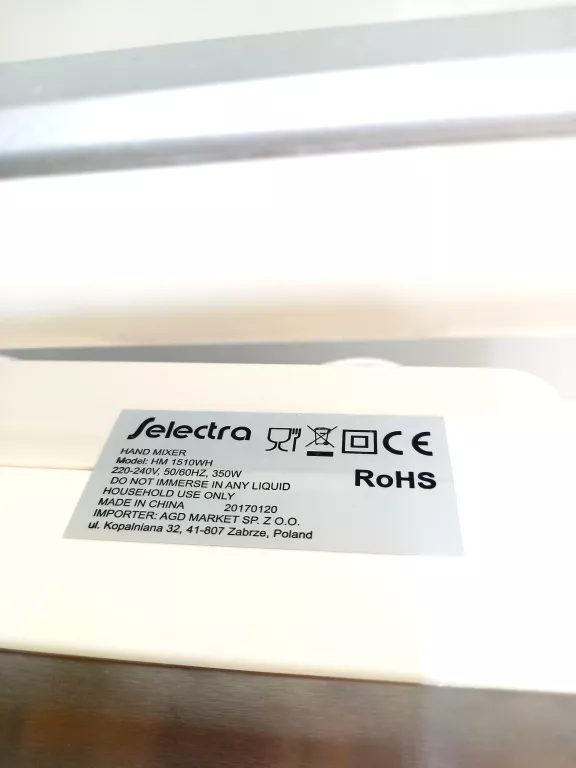 Selectra
CE
HAND MIXER
Model: HM 1510WH
220-240V, 50/60HZ, 350W
RoHS
DO NOT IMMERSE IN ANY LIQUID
HOUSEHOLD USE ONLY
MADE IN CHINA 20170120
IMPORTER: AGD MARKET SP. Z O.O.
ul. Kopalniana 32, 41-807 Zabrze, Poland